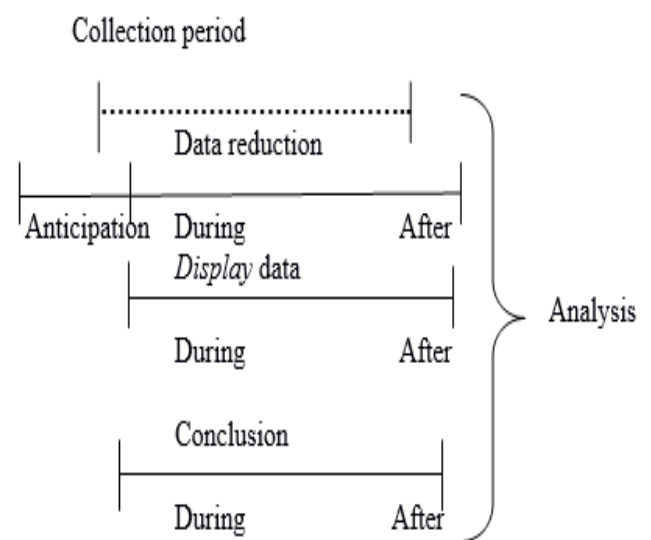 Collection period
Data reduction
Anticipation During After
Display data
During After
Analysis
Conclusion
During After